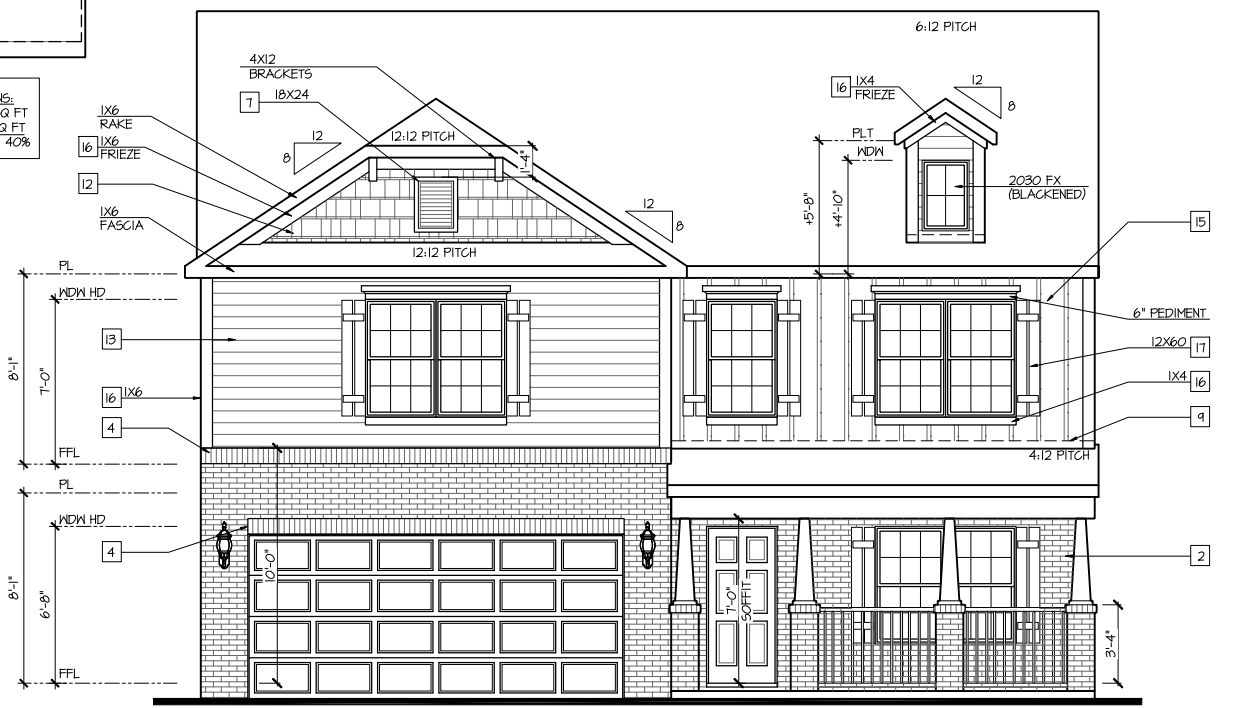 6:12 PITCH
4X12
BRACKETS
7
18X24
NS:
Q FT
Q FT
40%
1X6
RAKE
16
1X6
FRIEZE
12
1X6
FASCIA
12
8
12:12 PITCH
1'-4"
12
8
12:12 PITCH
16
1X4
FRIEZE
12
8
PLT
WDW
2030 FX
(BLACKENED)
+5'-8"
+4'-10"
15
PL
WDW HD
6" PEDIMENT
13
12X60
17
8'-1"
7'-0"
1X4
16
16
1X6
4
9
FFL
4:12 PITCH
PL
WDW HD
4
2
10'-0"
8'-1"
6'-8"
7'-0"
SOFFIT
3'-4"
FFL